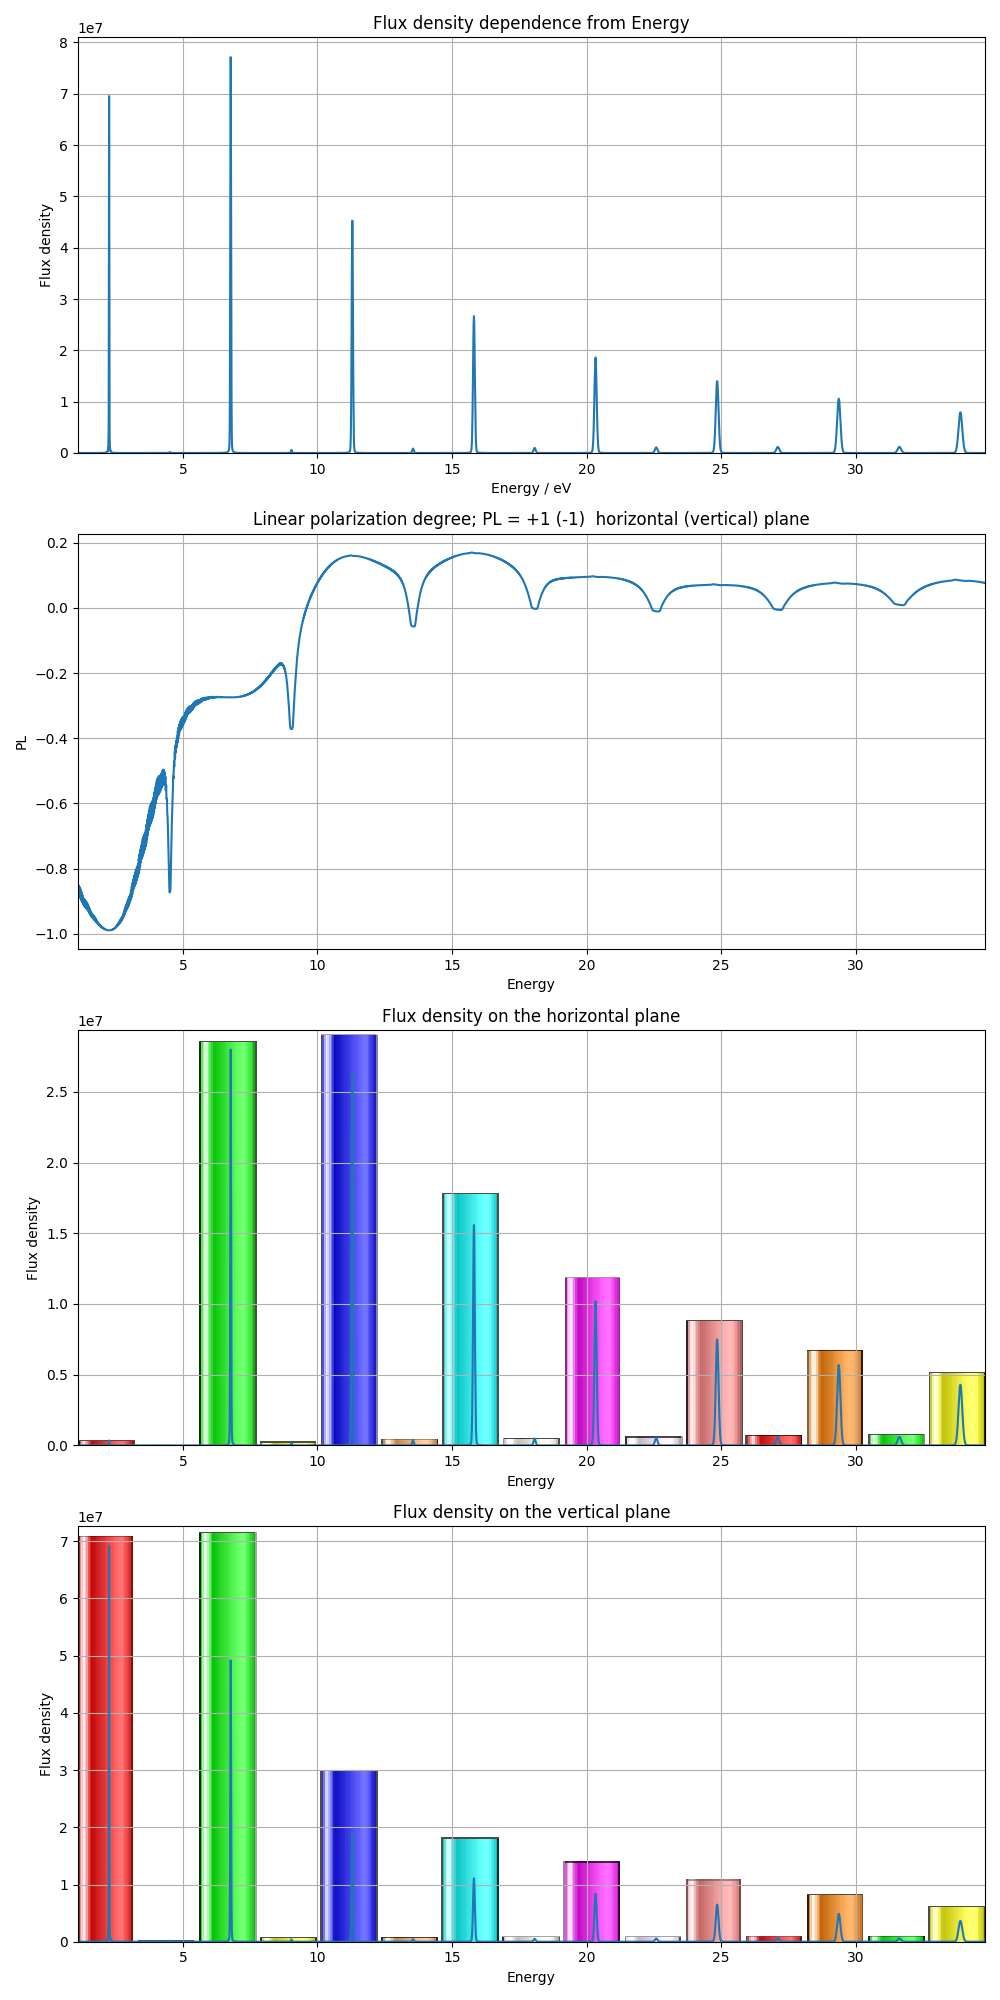 Flux density dependence from Energy
1e7
8
7
6
5
4
3
2
1
0
Flux density
5 10 15 20 25 30
Energy / eV
Linear polarization degree; PL = +1 (-1)  horizontal (vertical) plane
0.2
0.0
−0.2
−0.4
−0.6
−0.8
−1.0
PL
5 10 15 20 25 30
Energy
Flux density on the horizontal plane
1e7
2.5
2.0
1.5
1.0
0.5
0.0
Flux density
5 10 15 20 25 30
Energy
Flux density on the vertical plane
1e7
7
6
5
4
3
2
1
0
Flux density
5 10 15 20 25 30
Energy